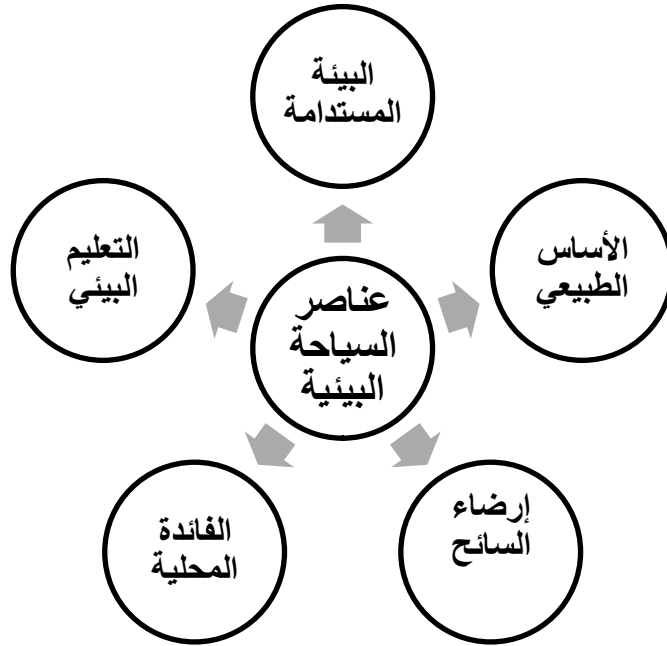 البيئة
المستدامة
الأساس
الطبيعي
التعليم
البيئي
عناصر
السياحة
البيئية
إرضاء
السائح
الفائدة
المحلية